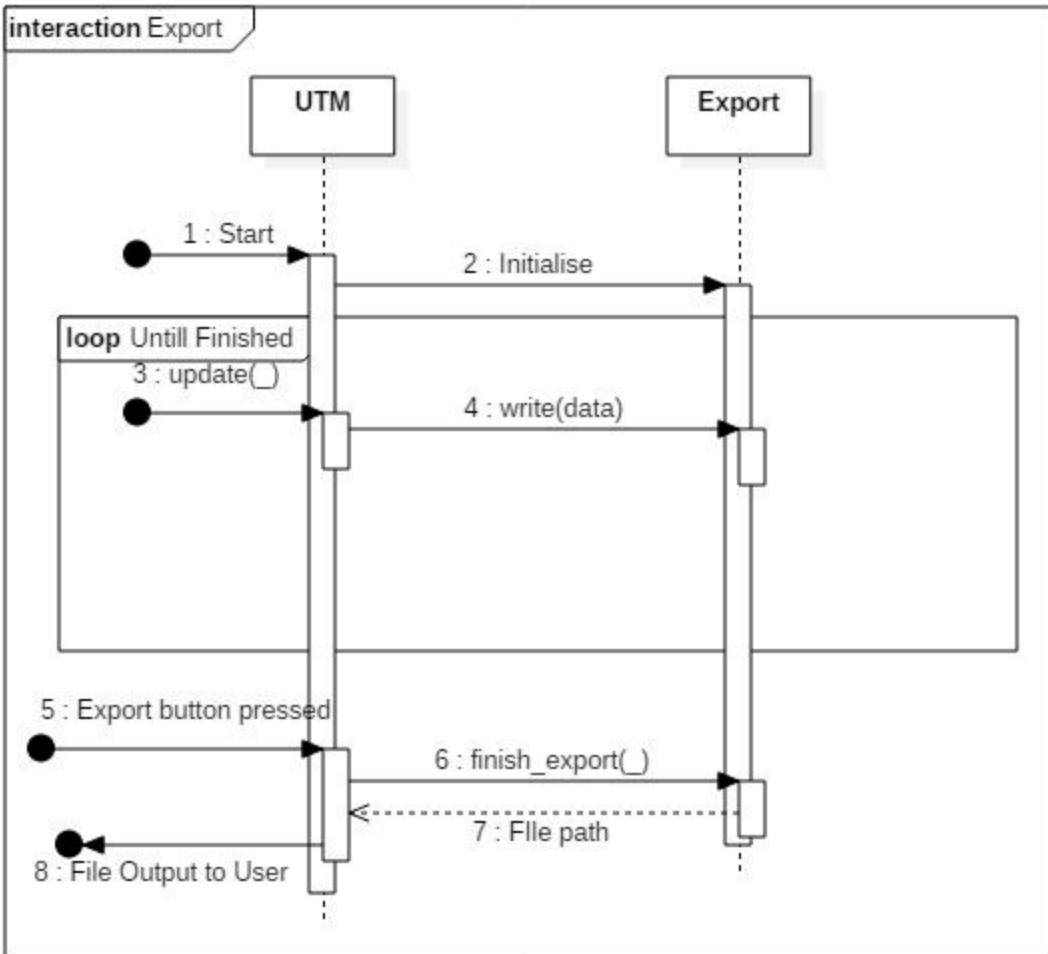 interaction Export
UTM
Export
1 : Start
2 : Initialise
loop Untill Finished
3 : update(_)
4 : write(data)
5 : Export button pressed
6 : finish_export(_)
7 : FIle path
8 : File Output to User